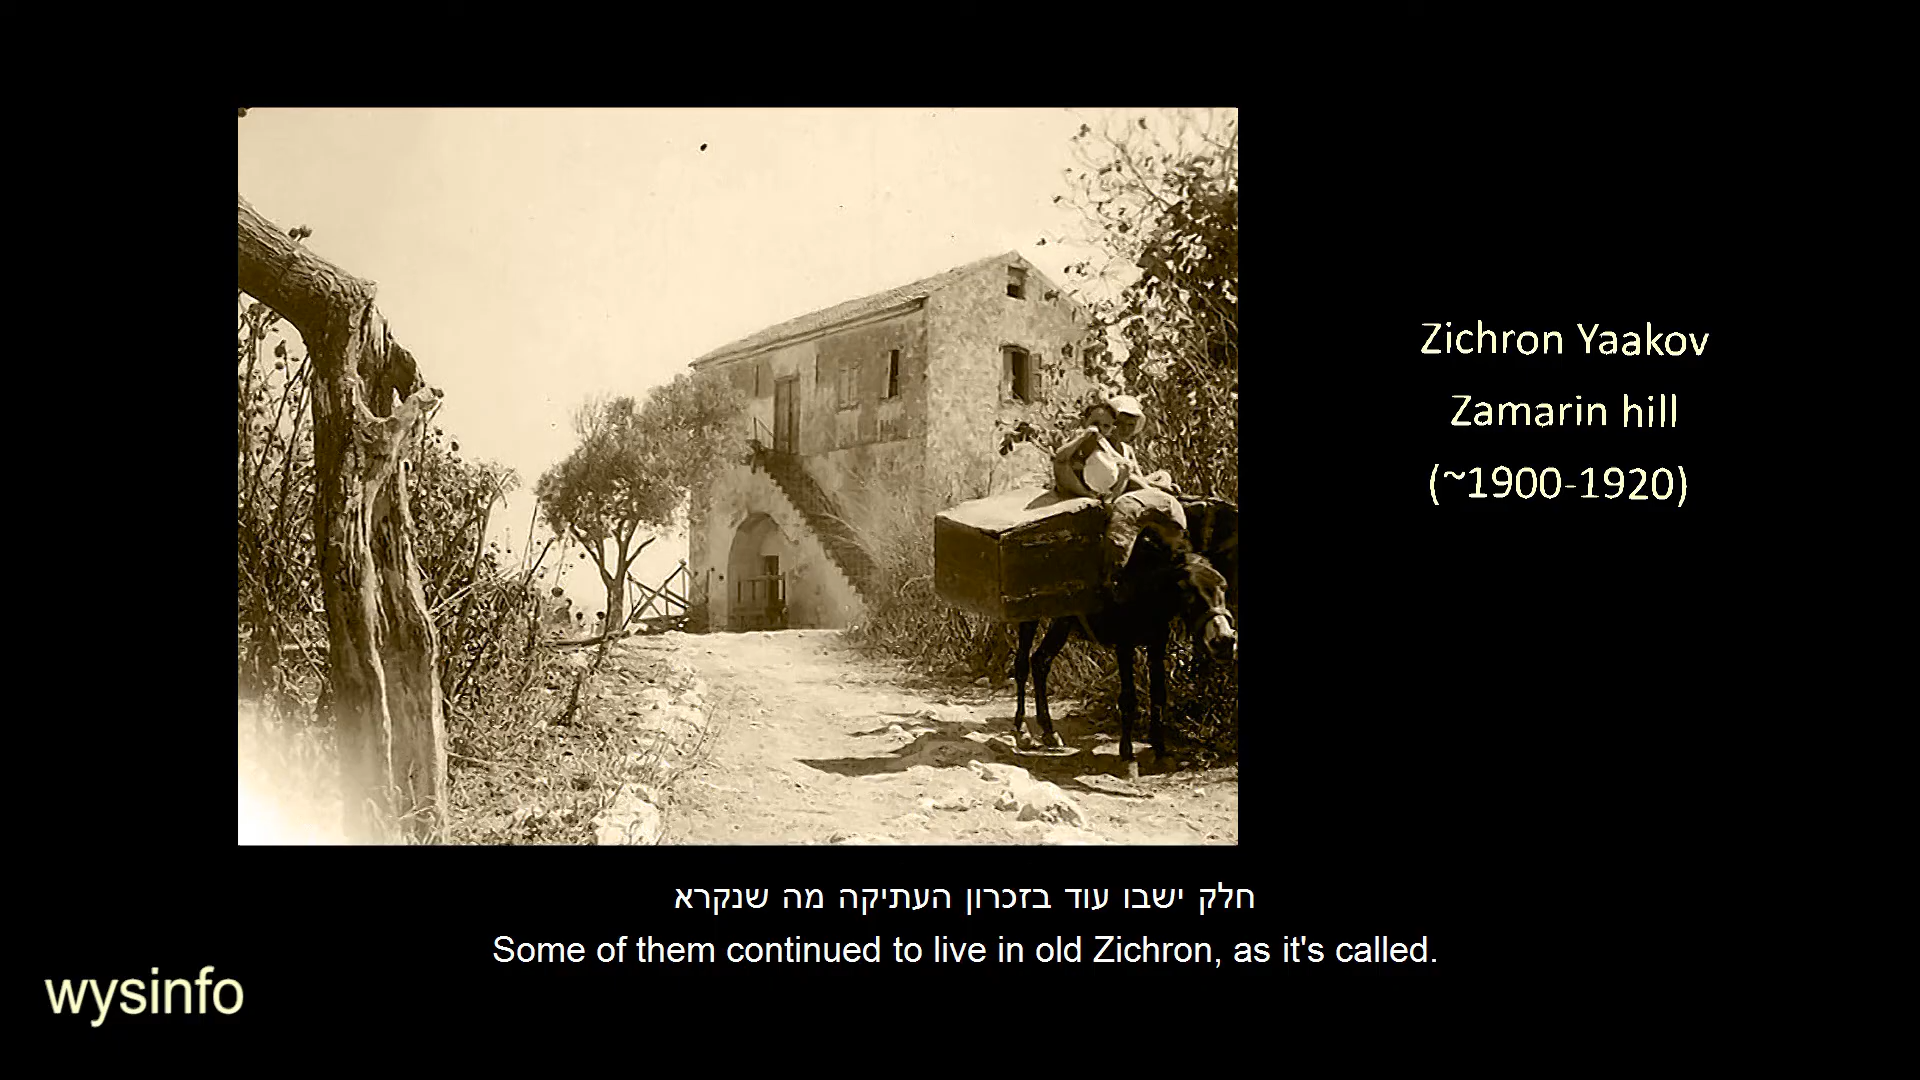 Zichron Yaakov
Zamarin hill
(~1900-1920)
חלק ישבו עוד בזכרון העתיקה מה שנקרא
Some of them continued to live in old Zichron, as it's called.
wysinfo